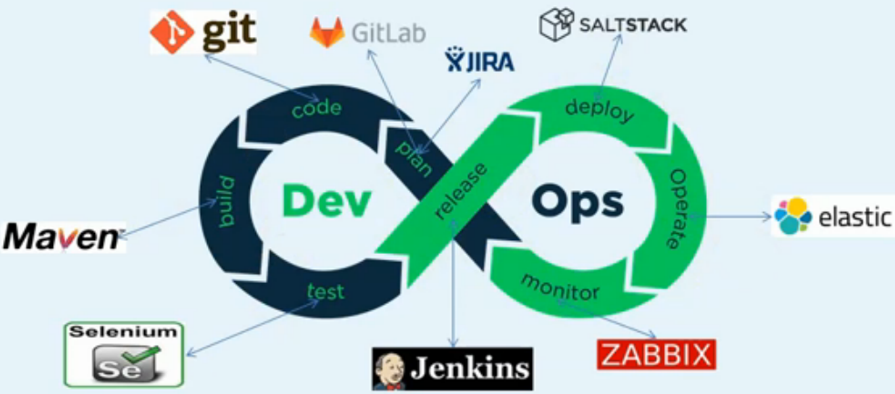 git
GitLab
JIRA
SALTSTACK
code
plan
deploy
release
build
Dev
Ops
Operate
Maven
elastic
test
monitor
Selenium
Se
Jenkins
ZABBIX